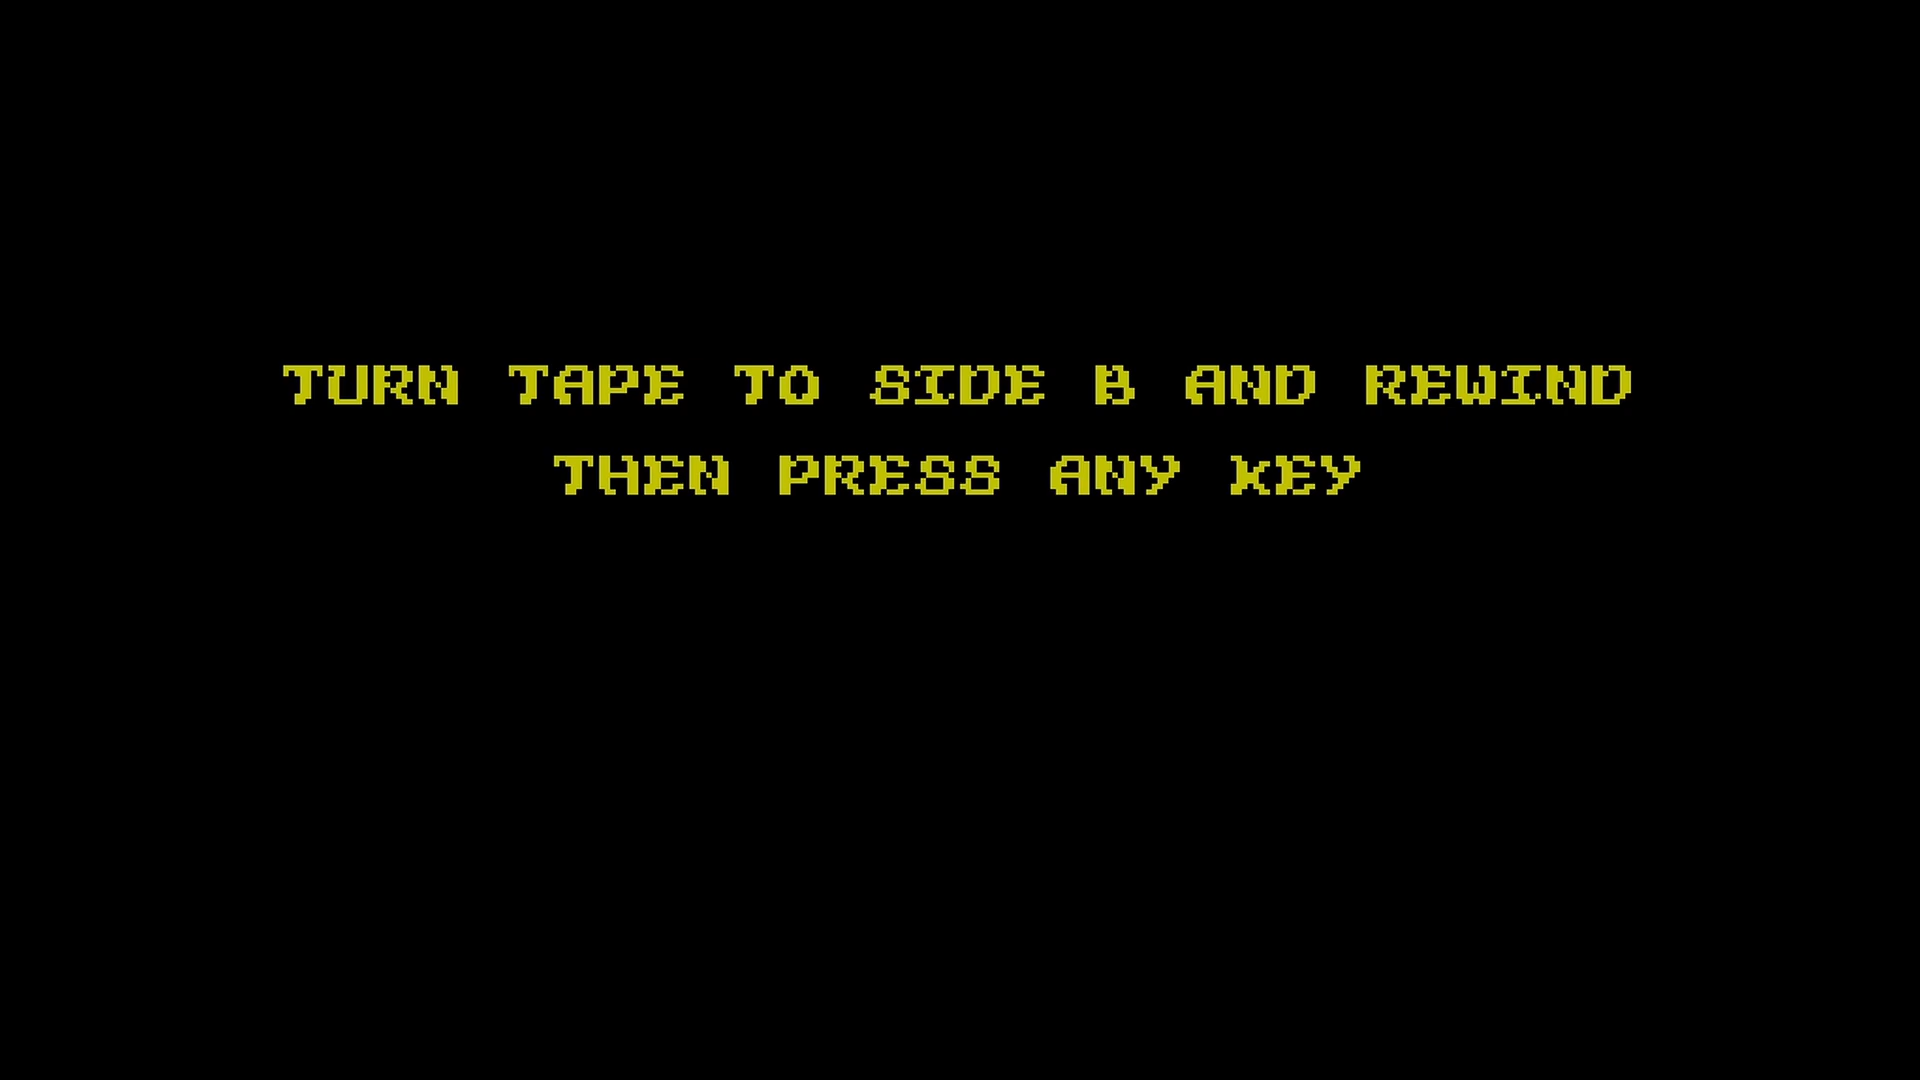 TURN TAPE TO SIDE B AND REWIND
THEN PRESS ANY KEY